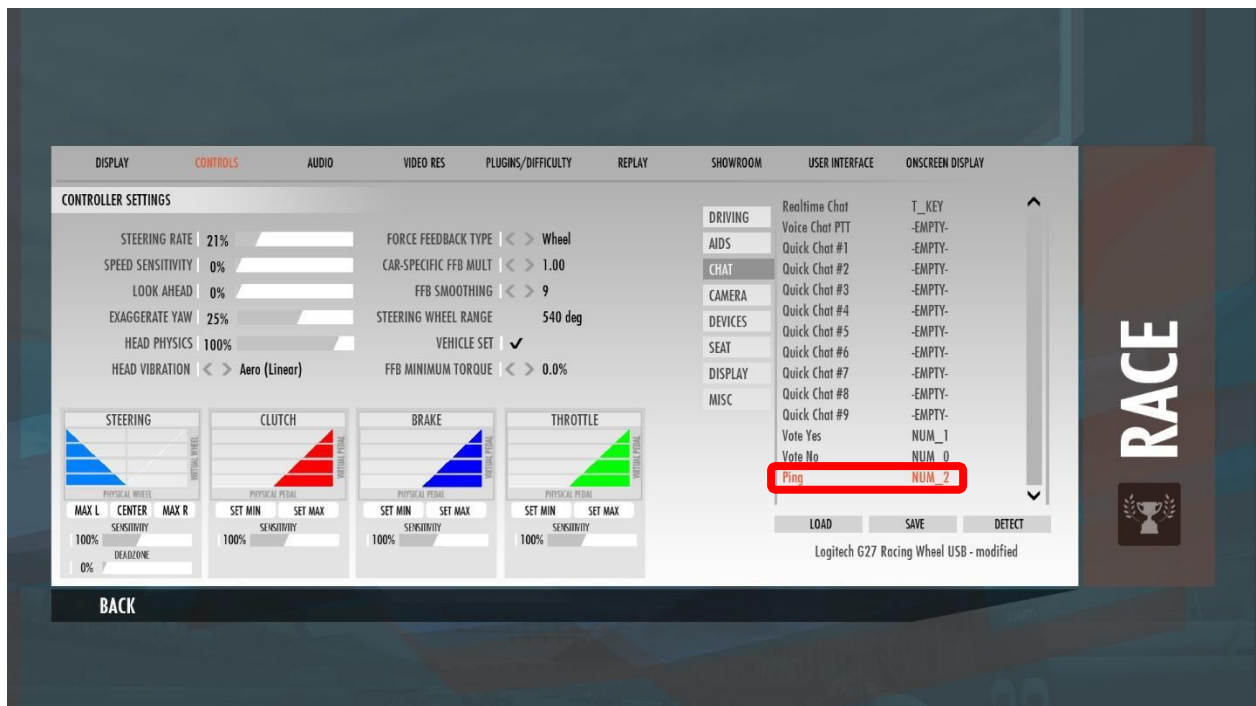 DISPLAY CONTROLS AUDIO VIDEO RES PLUGINS/DIFFICULTY REPLAY SHOWROOM USER INTERFACE ONSCREEN DISPLAY
CONTROLLER SETTINGS
STEERING RATE 21%
SPEED SENSITIVITY 0%
LOOK AHEAD 0%
EXAGGERATE YAW 25%
HEAD PHYSICS 100%
HEAD VIBRATION < > Aero (Linear)
FORCE FEEDBACK TYPE < > Wheel
CAR-SPECIFIC FFB MULT < > 1.00
FFB SMOOTHING < > 9
STEERING WHEEL RANGE 540 deg
VEHICLE SET ✓
FFB MINIMUM TORQUE < > 0.0%
DRIVING
AIDS
CHAT
CAMERA
DEVICES
SEAT
DISPLAY
MISC
Realtime Chat T_KEY
Voice Chat PTT -EMPTY-
Quick Chat #1 -EMPTY-
Quick Chat #2 -EMPTY-
Quick Chat #3 -EMPTY-
Quick Chat #4 -EMPTY-
Quick Chat #5 -EMPTY-
Quick Chat #6 -EMPTY-
Quick Chat #7 -EMPTY-
Quick Chat #8 -EMPTY-
Quick Chat #9 -EMPTY-
Vote Yes NUM_1
Vote No NUM_0
Ping NUM_2
LOAD SAVE DETECT
Logitech G27 Racing Wheel USB - modified
STEERING
VIRTUAL WHEEL
PHYSICAL WHEEL
MAX L CENTER MAX R
SENSITIVITY
100%
DEADZONE
0%
CLUTCH
VIRTUAL PEDAL
PHYSICAL PEDAL
SET MIN SET MAX
SENSITIVITY
100%
BRAKE
VIRTUAL PEDAL
PHYSICAL PEDAL
SET MIN SET MAX
SENSITIVITY
100%
THROTTLE
VIRTUAL PEDAL
PHYSICAL PEDAL
SET MIN SET MAX
SENSITIVITY
100%
BACK
RACE